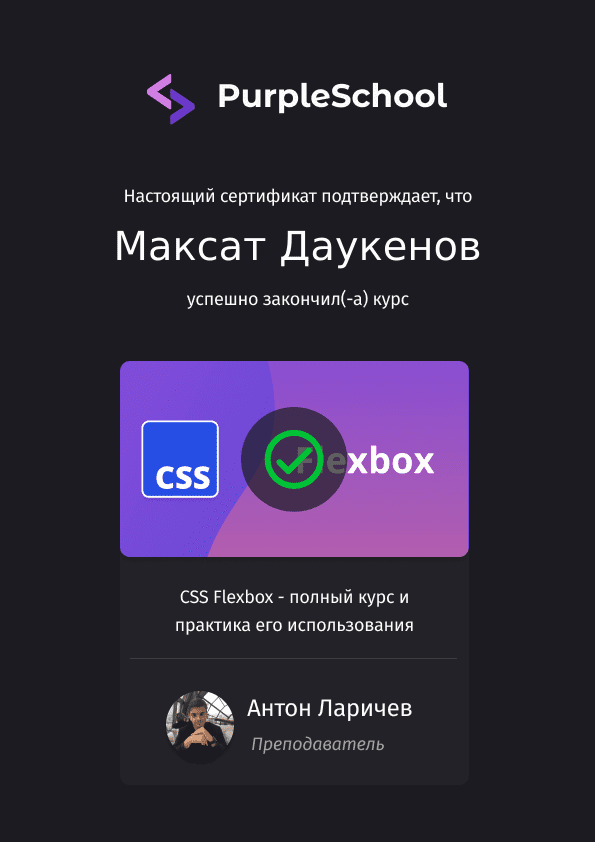 PurpleSchool
Настоящий сертификат подтверждает, что
Максат Даукенов
успешно закончил(-а) курс
css
Flexbox
CSS Flexbox - полный курс и
практика его использования
Антон Ларичев
Преподаватель